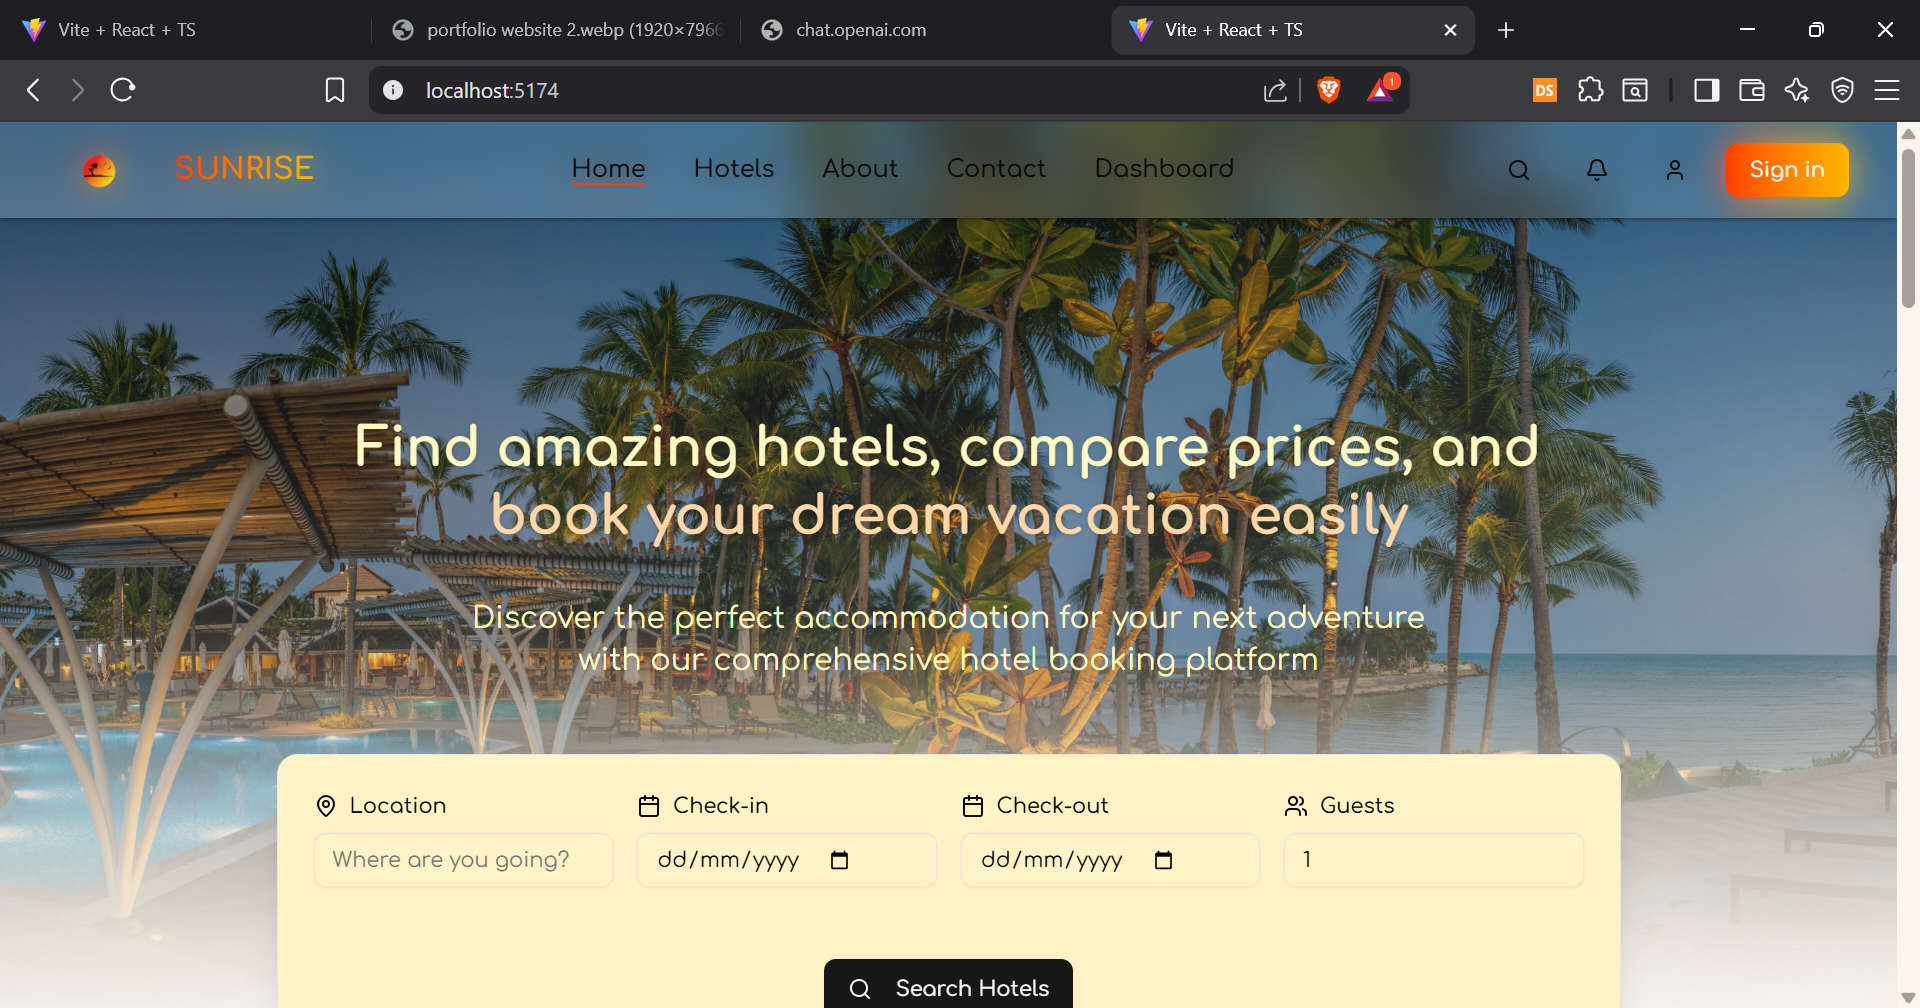 Vite + React + TS
portfolio website 2.webp (1920×7966
chat.openai.com
Vite + React + TS
localhost:5174
1
DS
SUNRISE
Home
Hotels
About
Contact
Dashboard
Sign in
Find amazing hotels, compare prices, and
book your dream vacation easily
Discover the perfect accommodation for your next adventure
with our comprehensive hotel booking platform
Location
Check-in
Check-out
Guests
Where are you going?
dd/mm/yyyy
dd/mm/yyyy
1
Search Hotels